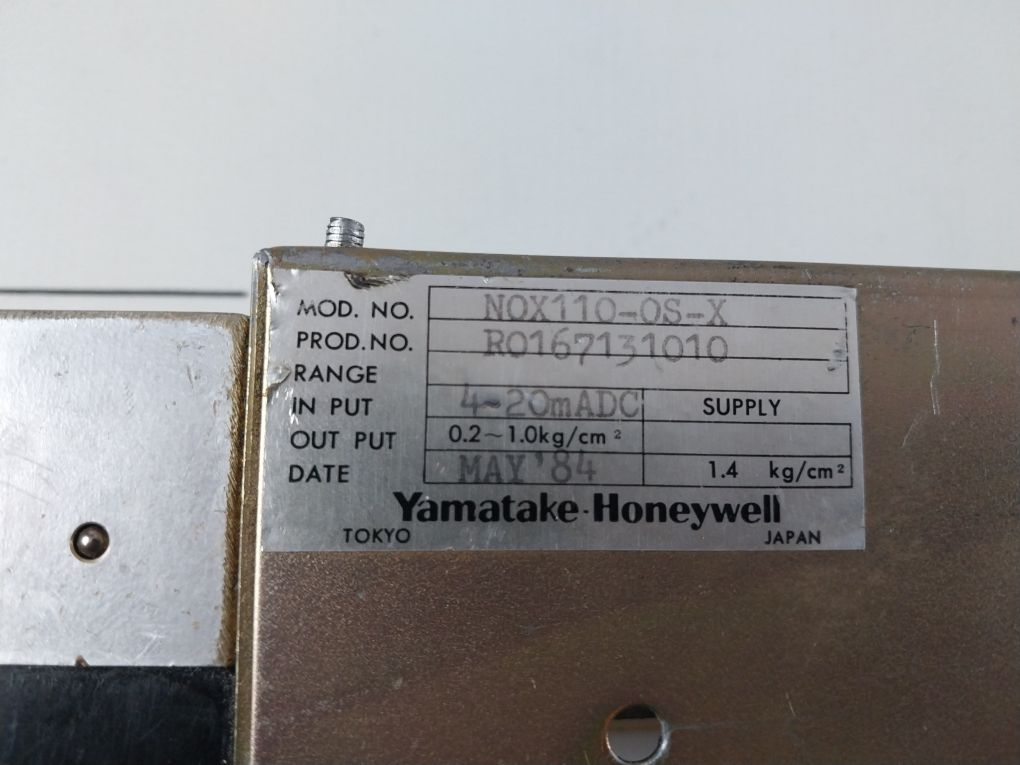 MOD. NO. NOX110-OS-X
PROD.NO. R0167131010
RANGE
IN PUT 4~20mADC SUPPLY
OUT PUT 0.2~1.0kg/cm²
DATE MAY '84 1.4 kg/cm²
Yamatake-Honeywell
TOKYO JAPAN